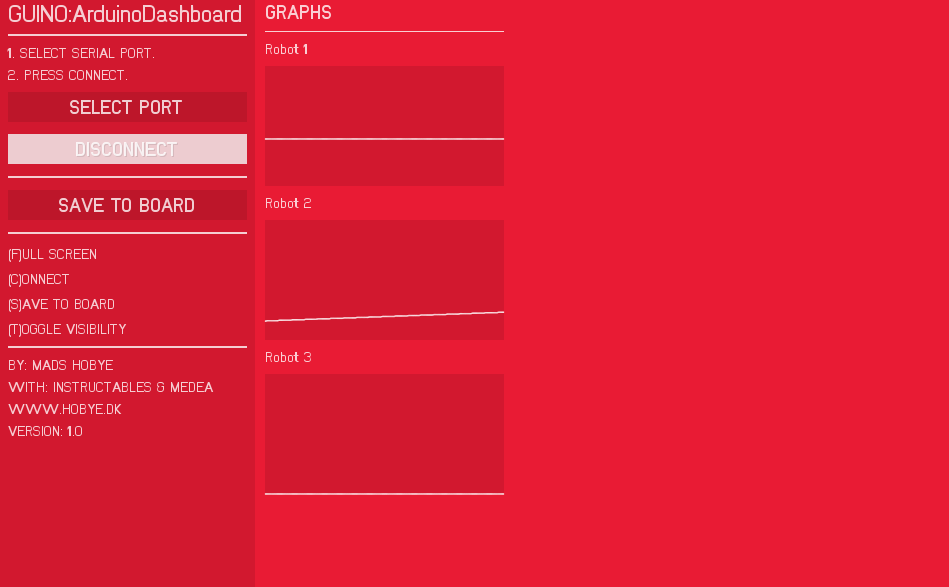 GUINO:ArduinoDashboard
1. SELECT SERIAL PORT.
2. PRESS CONNECT.
SELECT PORT
DISCONNECT
SAVE TO BOARD
(F)ULL SCREEN
(C)ONNECT
(S)AVE TO BOARD
(T)OGGLE VISIBILITY
BY: MADS HOBYE
WITH: INSTRUCTABLES & MEDEA
WWW.HOBYE.DK
VERSION: 1.0
GRAPHS
Robot 1
Robot 2
Robot 3